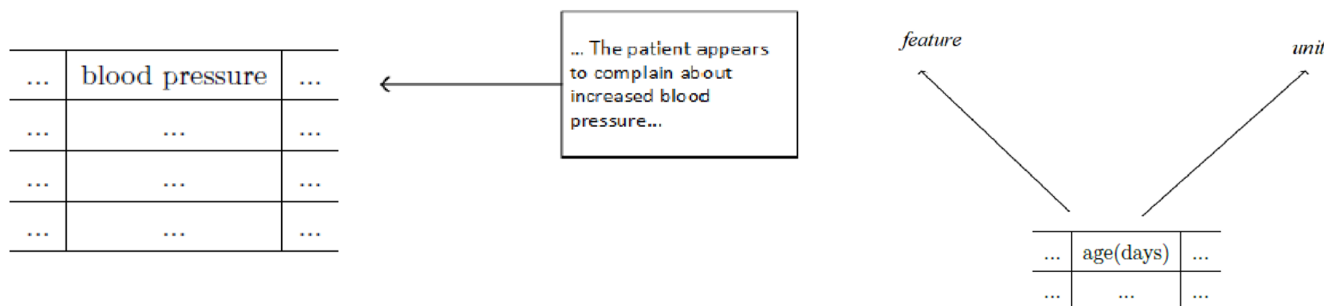 ... blood pressure ...
... ... ...
... ... ...
... ... ...
... The patient appears
to complain about
increased blood
pressure...
feature
unit
... age(days) ...
... ... ...